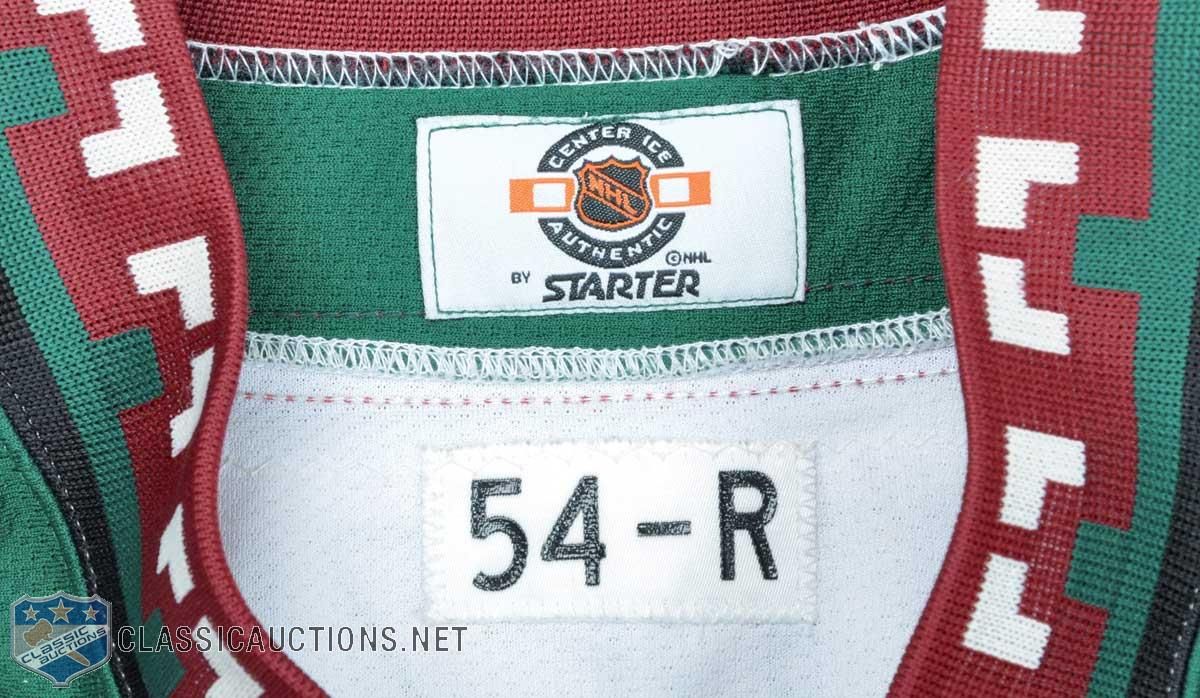 CENTER ICE
NHL
AUTHENTIC
©NHL
BY STARTER
54-R
CLASSIC
AUCTIONS
CLASSICAUCTIONS.NET